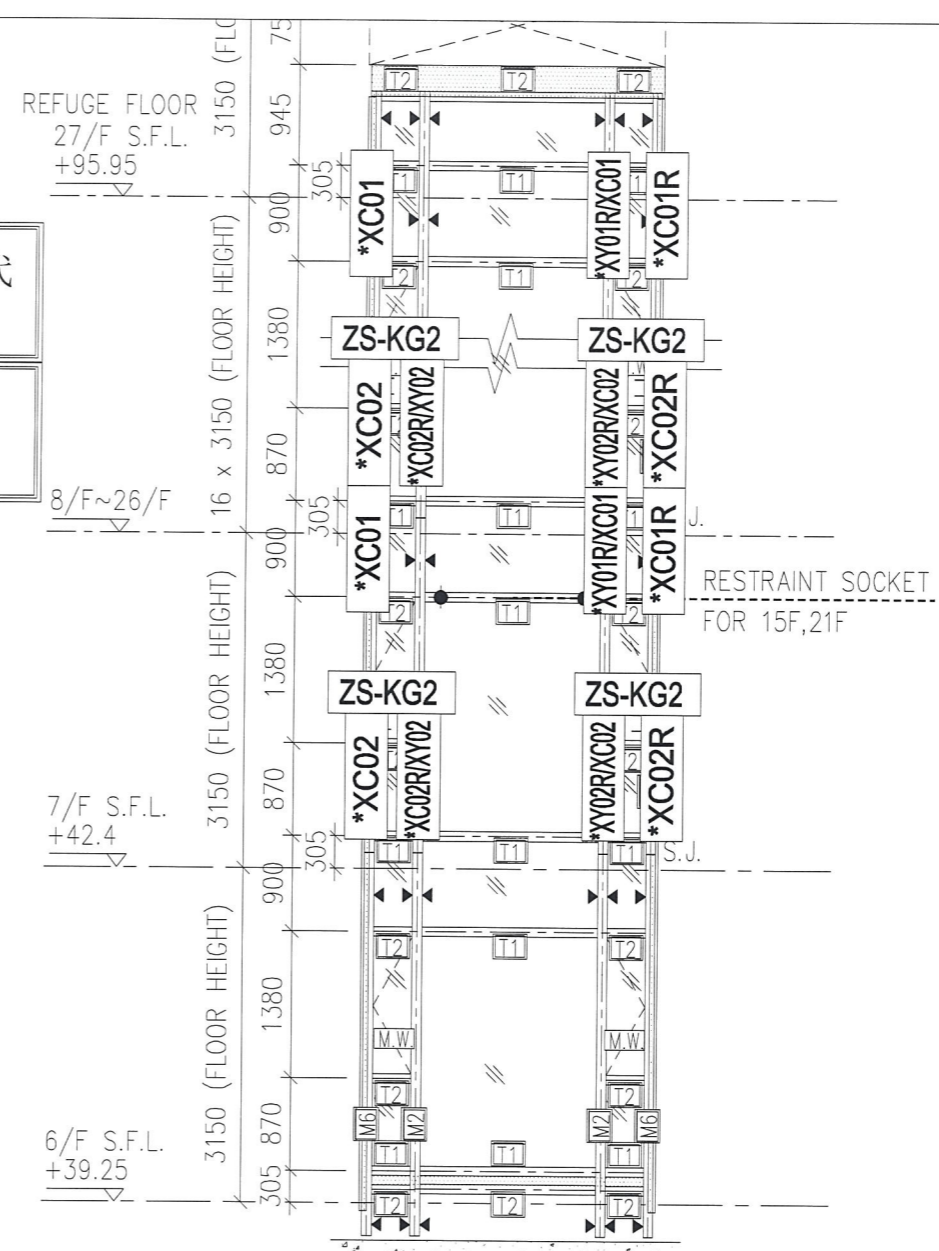 3150 (FLO
75
T2 T2 T2
REFUGE FLOOR
27/F S.F.L.
+95.95
945
305
T1
*XC01
*XY01R/XC01
*XC01R
900
T2 T1
16 x 3150 (FLOOR HEIGHT)
1380
ZS-KG2 ZS-KG2
*XC02
*XC02R/XY02
*XY02R/XC02
*XC02R
870
8/F~26/F
305
T1
J.
*XC01
*XY01R/XC01
*XC01R
900
RESTRAINT SOCKET
FOR 15F,21F
T2 T1
3150 (FLOOR HEIGHT)
1380
ZS-KG2 ZS-KG2
*XC02
*XC02R/XY02
*XY02R/XC02
*XC02R
870
7/F S.F.L.
+42.4
305
T1 T1 T1
S.J.
900
T2 T1 T2
3150 (FLOOR HEIGHT)
1380
M.W. M.W.
T2 T2
M6 M2 M2 M6
870
T1 T1 T1
6/F S.F.L.
+39.25
305
T2 T2 T2